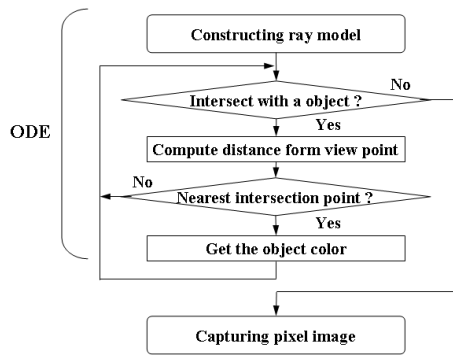 Constructing ray model
No
Intersect with a object ?
Yes
ODE
Compute distance form view point
No
Nearest intersection point ?
Yes
Get the object color
Capturing pixel image